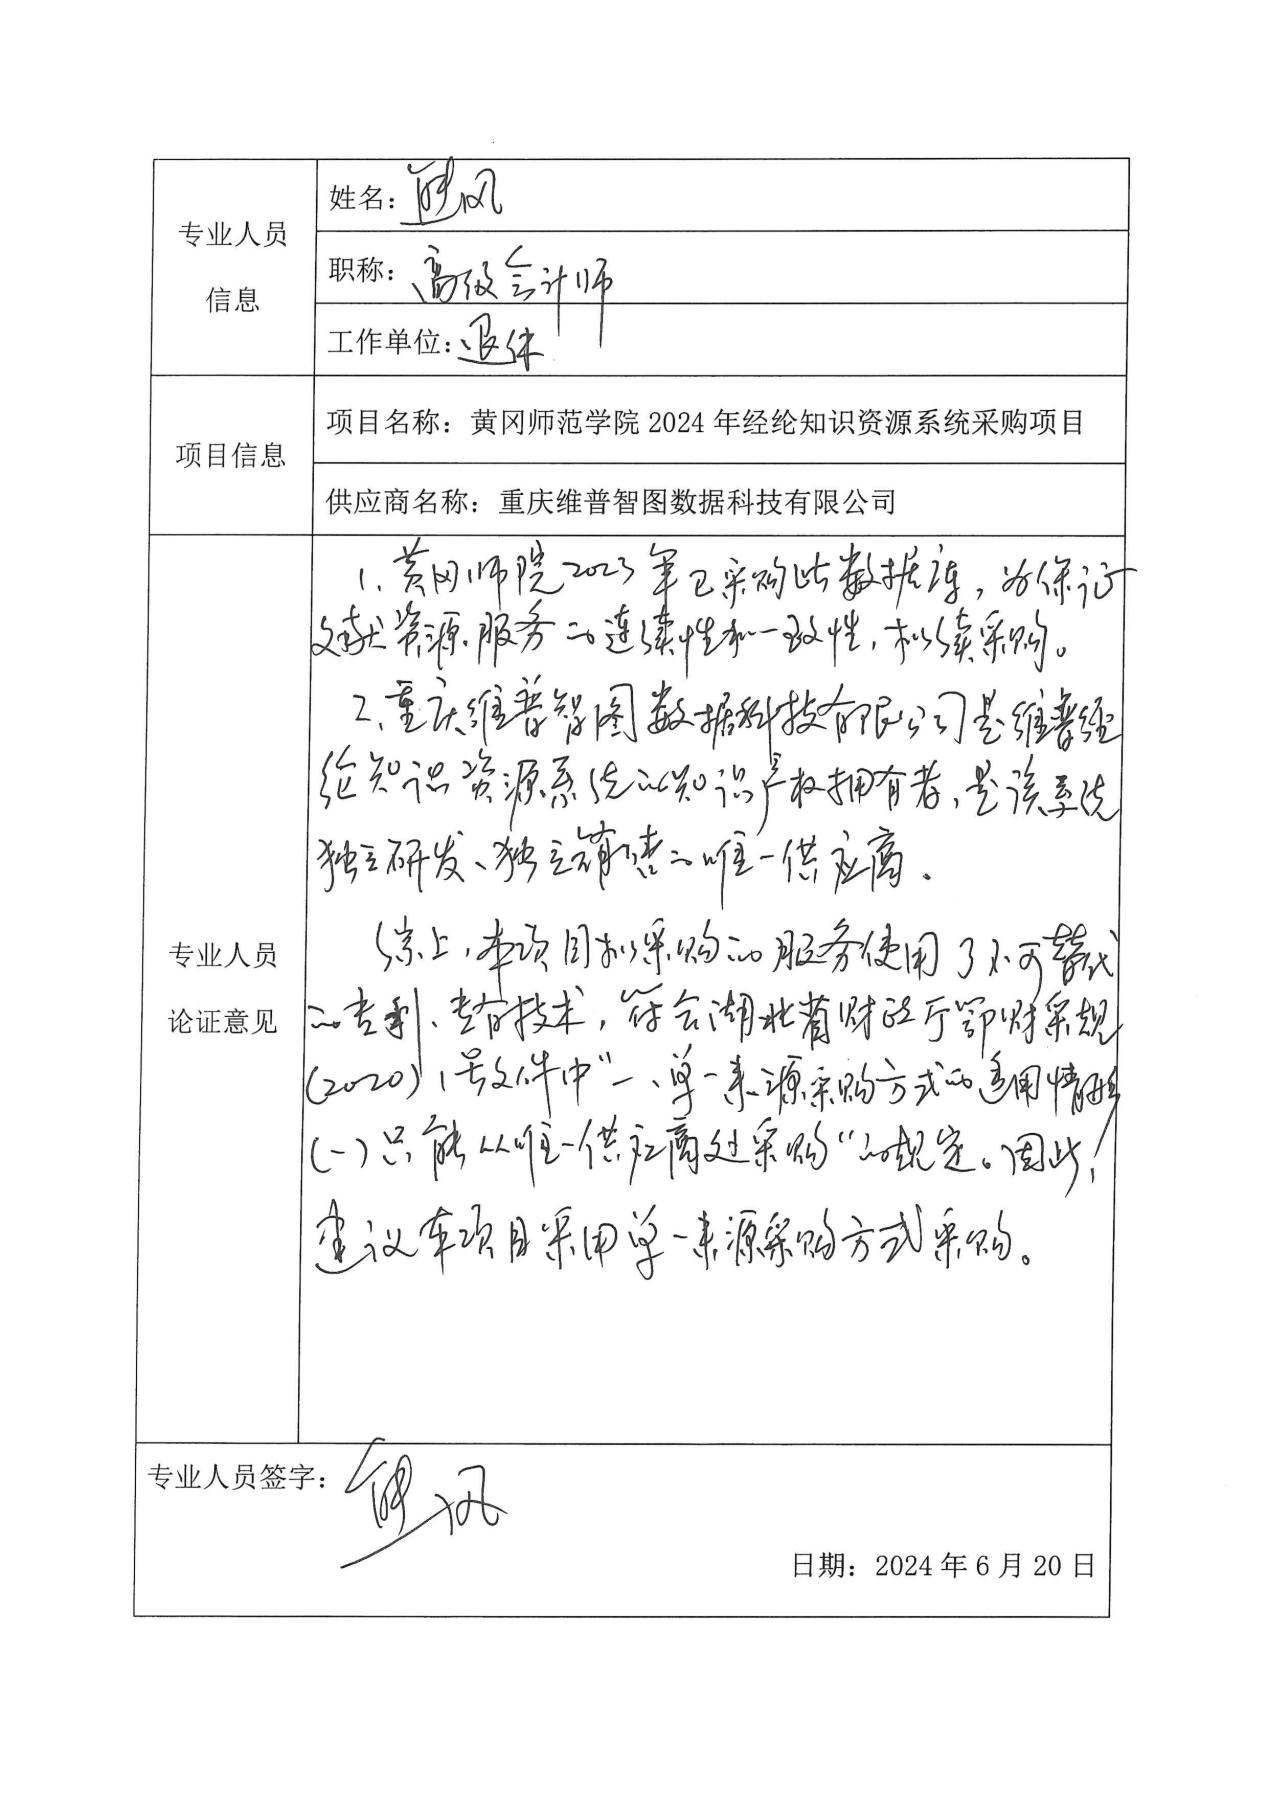 专业人员
信息
姓名：熊风
职称：高级会计师
工作单位：退休
项目信息
项目名称：黄冈师范学院 2024 年经纶知识资源系统采购项目
供应商名称：重庆维普智图数据科技有限公司
专业人员
论证意见
1、黄冈师院2023年已采购此数据库，为保证
文献资源服务的连续性和一致性，拟续采购。
2、重庆维普智图数据科技有限公司是维普经
纶知识资源系统的知识产权拥有者，是该系统
独立研发、独立销售的唯一供应商。
综上，本项目拟采购的服务使用了不可替代
的专利、专有技术，符合湖北省财政厅鄂财采规
(2020)1号文件中“一、单一来源采购方式的适用情形
(一)只能从唯一供应商处采购”的规定。因此，
建议本项目采用单一来源采购方式采购。
专业人员签字：熊风
日期：2024 年 6 月 20 日